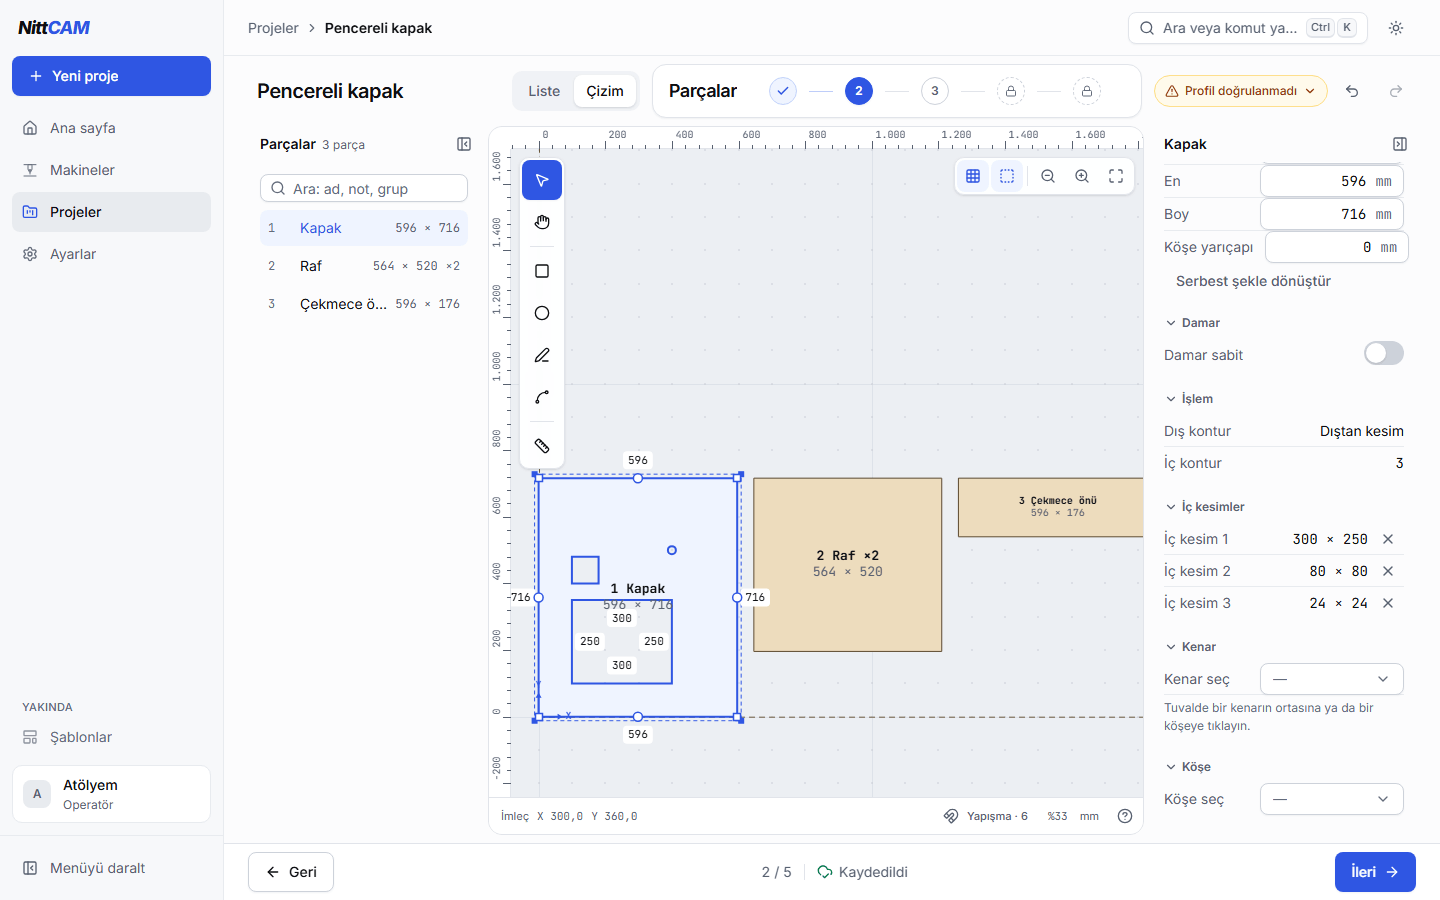 NittCAM
Projeler > Pencereli kapak
Ara veya komut ya... Ctrl K
Yeni proje
Ana sayfa
Makineler
Projeler
Ayarlar
YAKINDA
Şablonlar
A
Atölyem
Operatör
Menüyü daralt
Pencereli kapak
Liste
Çizim
Parçalar
2
3
Profil doğrulanmadı
Parçalar 3 parça
Ara: ad, not, grup
1 Kapak 596 × 716
2 Raf 564 × 520 ×2
3 Çekmece ö... 596 × 176
0 200 400 600 800 1.000 1.200 1.400 1.600
1.600
1.400
1.200
1.000
800
600
400
200
0
-200
596
716
716
1 Kapak
596 × 716
300
250
250
300
Y
X
596
2 Raf ×2
564 × 520
3 Çekmece önü
596 × 176
İmleç X 300,0 Y 360,0
Yapışma · 6
%33
mm
Kapak
En 596 mm
Boy 716 mm
Köşe yarıçapı 0 mm
Serbest şekle dönüştür
Damar
Damar sabit
İşlem
Dış kontur Dıştan kesim
İç kontur 3
İç kesimler
İç kesim 1 300 × 250
İç kesim 2 80 × 80
İç kesim 3 24 × 24
Kenar
Kenar seç —
Tuvalde bir kenarın ortasına ya da bir
köşeye tıklayın.
Köşe
Köşe seç —
Geri
2 / 5
Kaydedildi
İleri